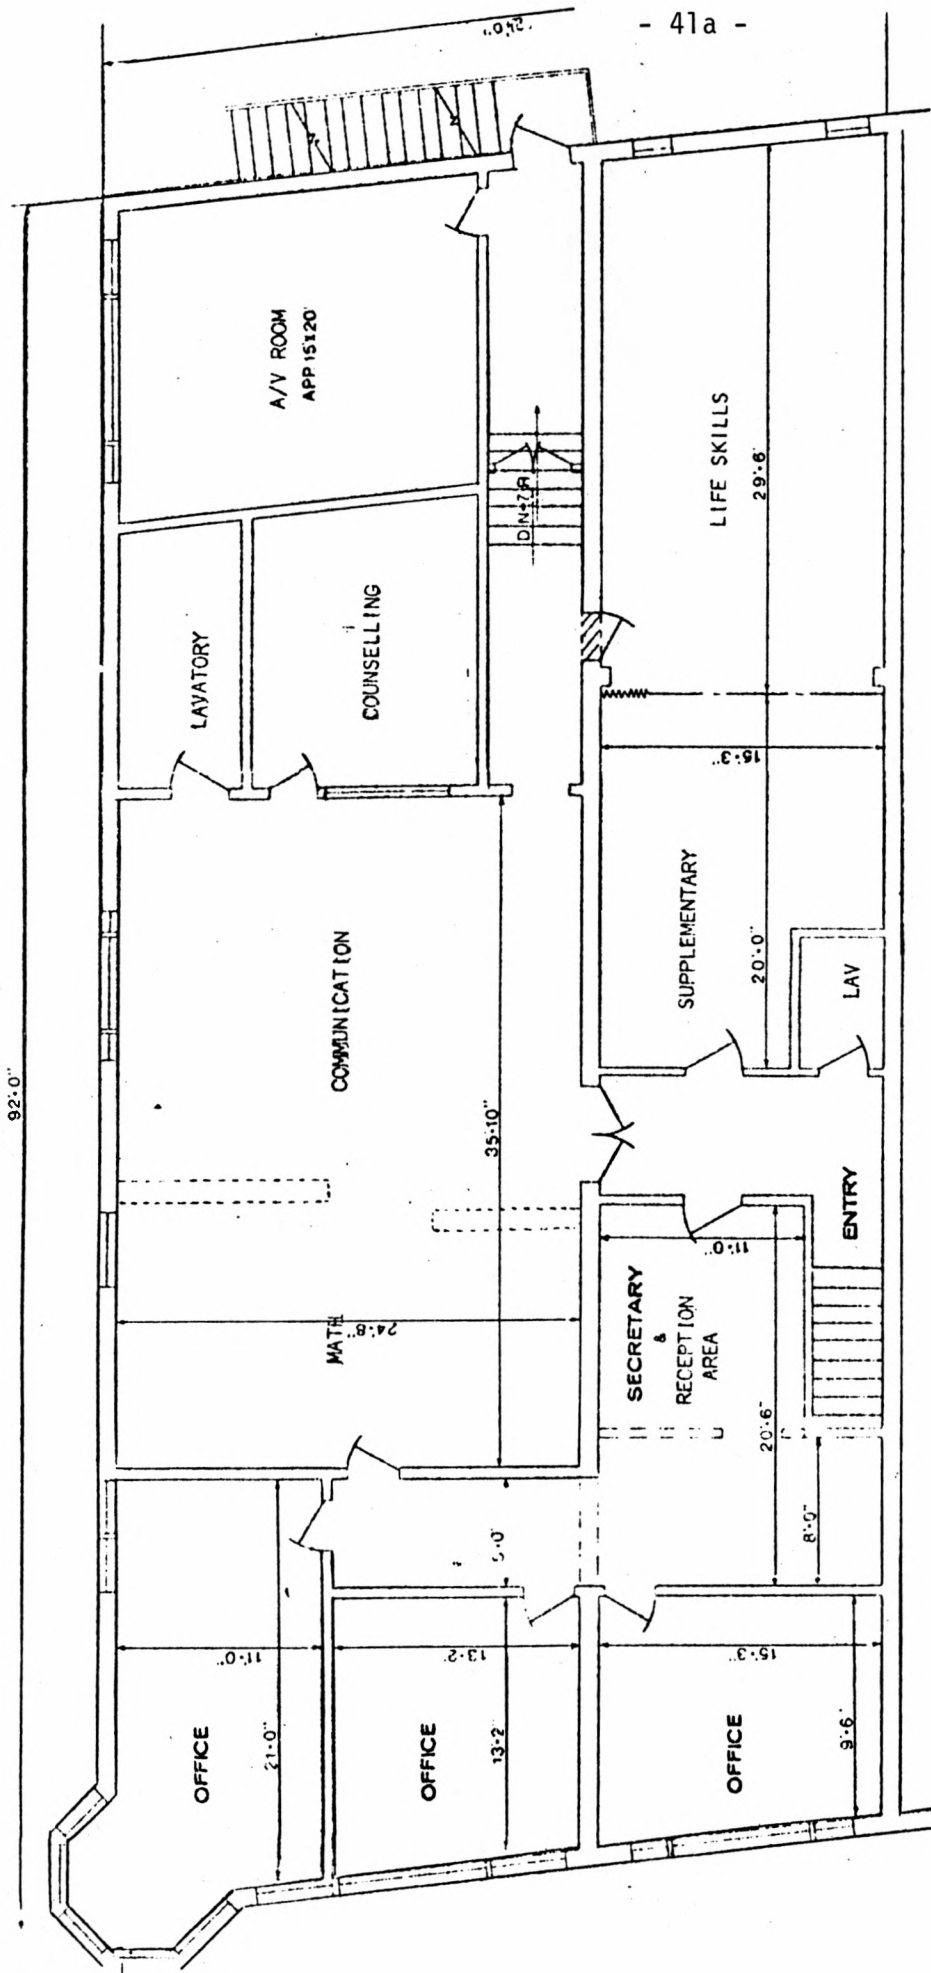 - 41a -
24'.0"
92'.0"
A/V ROOM
APP. 15'X20'
LAVATORY
COUNSELLING
LIFE SKILLS
29'-6"
15'-3"
SUPPLEMENTARY
20'-0"
LAV
COMMUNICATION
35'-10"
MATH
24'-8"
ENTRY
11'-0"
SECRETARY
&
RECEPTION
AREA
20'-6"
8'-0"
OFFICE
11'-0"
21'-0"
OFFICE
13-2'
13-2"
OFFICE
15'-3"
9'-6"